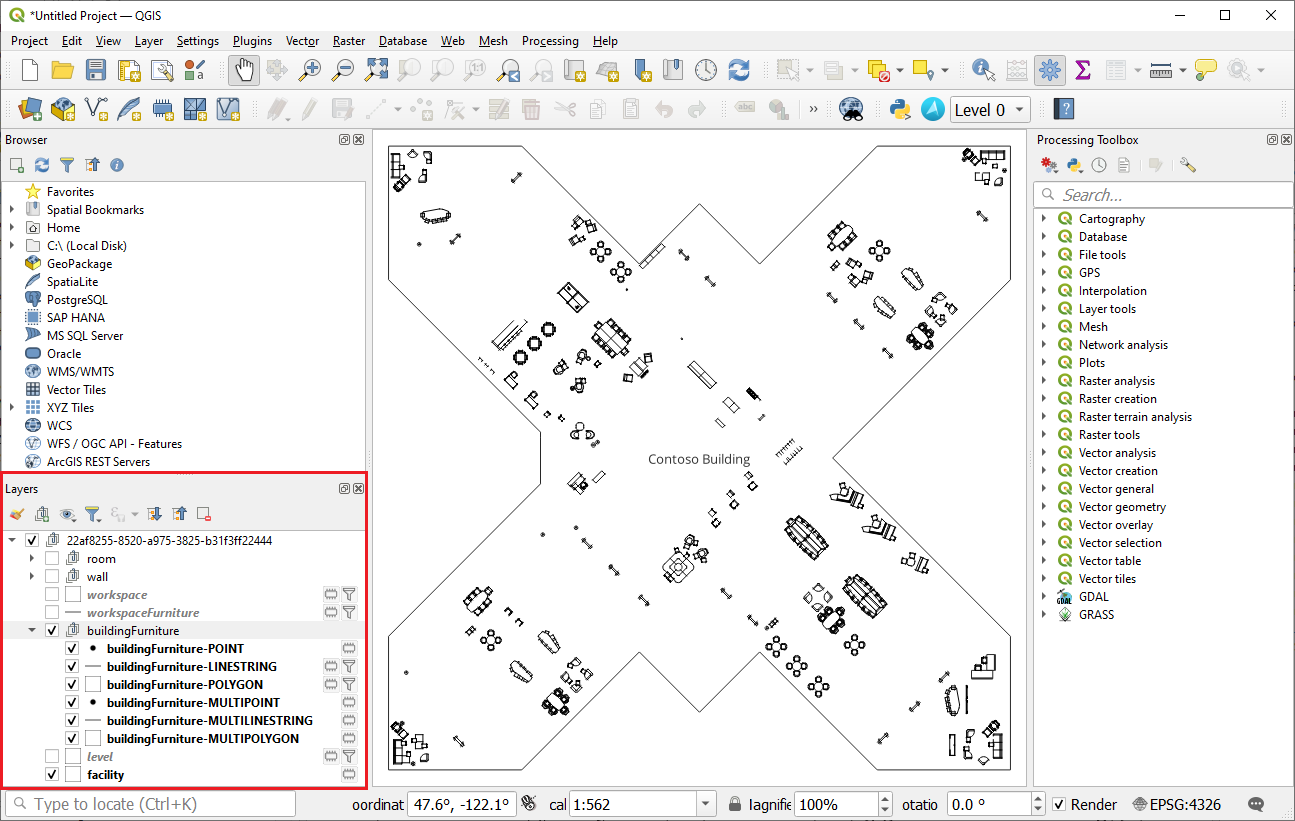 *Untitled Project — QGIS
Project Edit View Layer Settings Plugins Vector Raster Database Web Mesh Processing Help
Level 0
Browser
Favorites
Spatial Bookmarks
Home
C:\ (Local Disk)
GeoPackage
SpatiaLite
PostgreSQL
SAP HANA
MS SQL Server
Oracle
WMS/WMTS
Vector Tiles
XYZ Tiles
WCS
WFS / OGC API - Features
ArcGIS REST Servers
Layers
22af8255-8520-a975-3825-b31f3ff22444
room
wall
workspace
workspaceFurniture
buildingFurniture
buildingFurniture-POINT
buildingFurniture-LINESTRING
buildingFurniture-POLYGON
buildingFurniture-MULTIPOINT
buildingFurniture-MULTILINESTRING
buildingFurniture-MULTIPOLYGON
level
facility
Contoso Building
Processing Toolbox
Search...
Cartography
Database
File tools
GPS
Interpolation
Layer tools
Mesh
Network analysis
Plots
Raster analysis
Raster creation
Raster terrain analysis
Raster tools
Vector analysis
Vector creation
Vector general
Vector geometry
Vector overlay
Vector selection
Vector table
Vector tiles
GDAL
GRASS
Type to locate (Ctrl+K) oordinat 47.6°, -122.1° cal 1:562 lagnifie 100% otatio 0.0 ° Render EPSG:4326